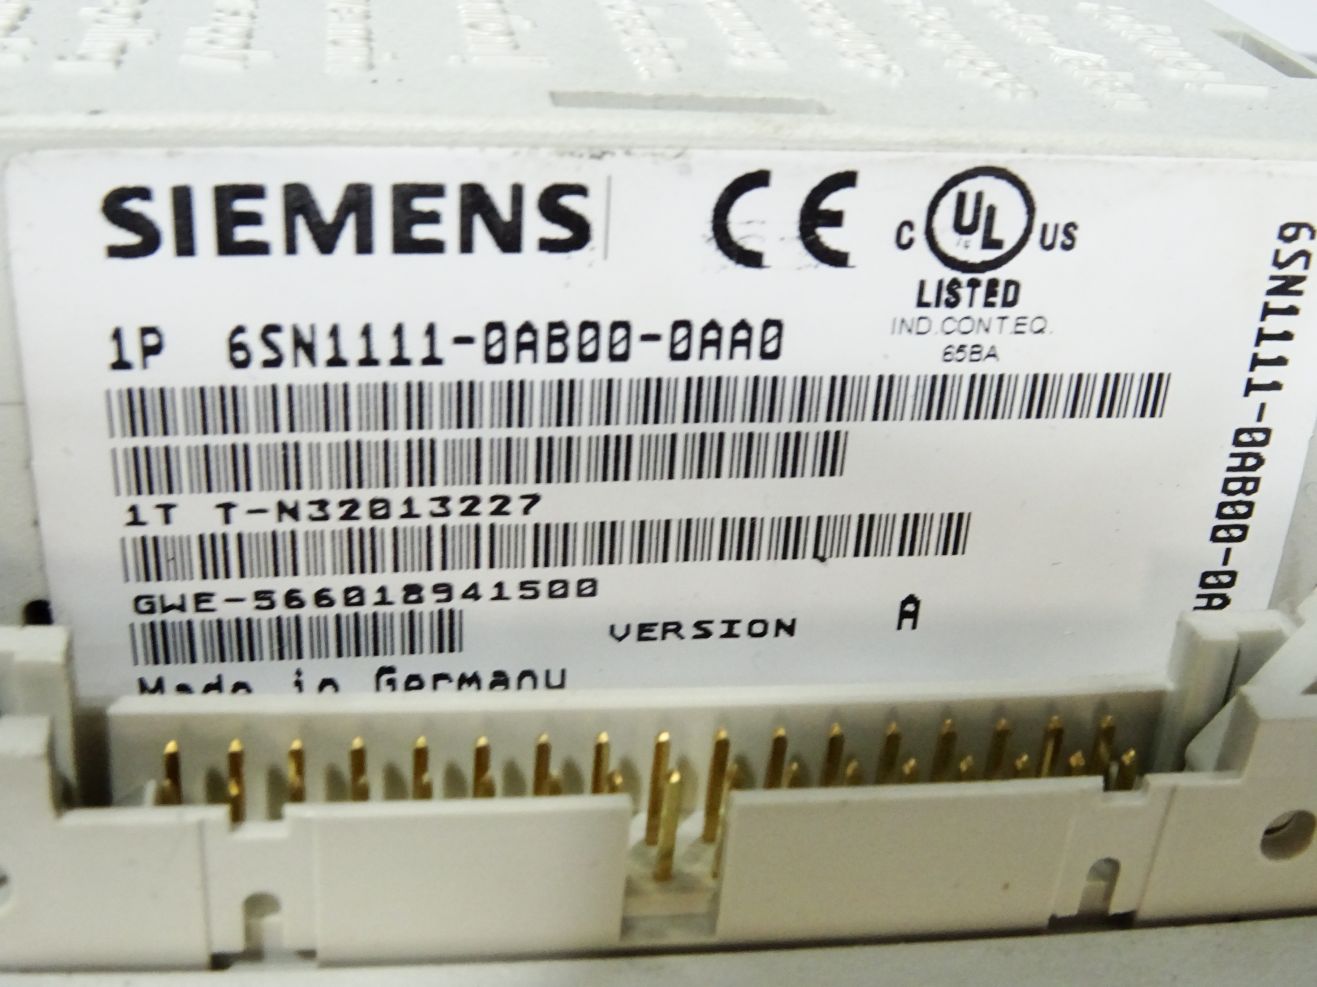 SIEMENS
CE
C UL US
LISTED
IND.CONT.EQ.
65BA
1P 6SN1111-0AB00-0AA0
1T T-N32013227
GWE-566018941500
VERSION A
Made in Germany
6SN1111-0AB00-0A